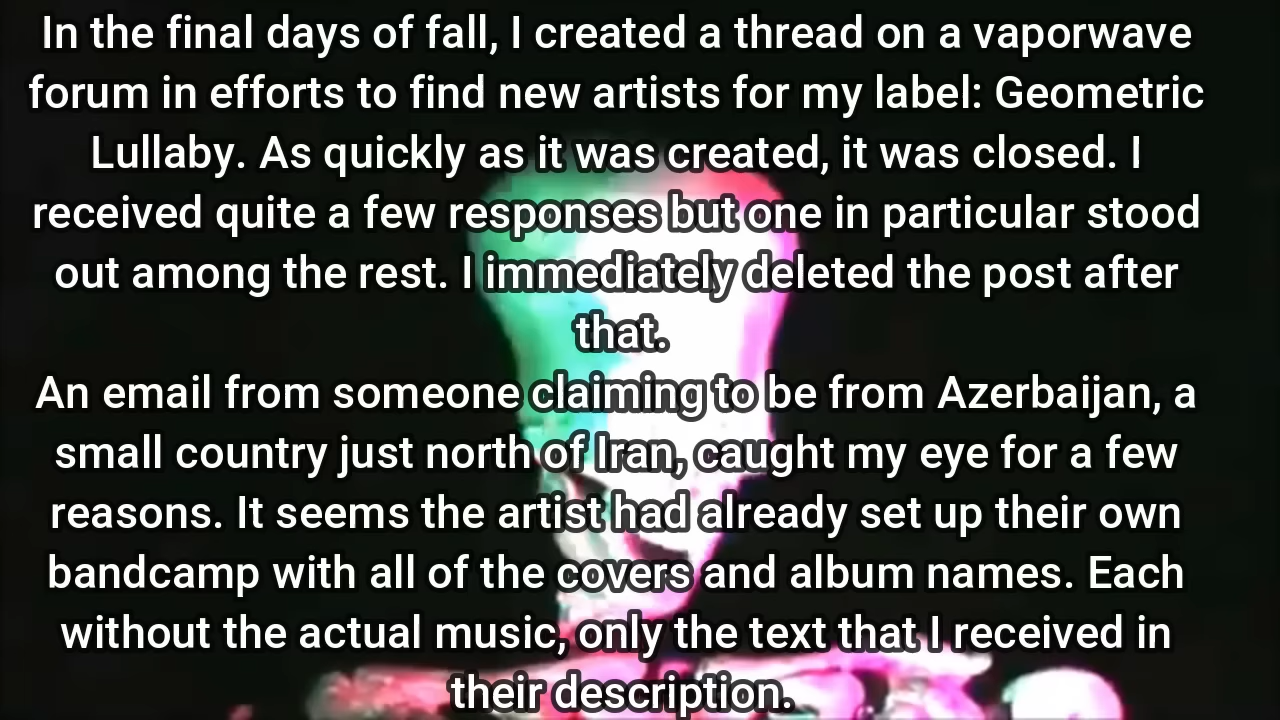 In the final days of fall, I created a thread on a vaporwave
forum in efforts to find new artists for my label: Geometric
Lullaby. As quickly as it was created, it was closed. I
received quite a few responses but one in particular stood
out among the rest. I immediately deleted the post after
that.
An email from someone claiming to be from Azerbaijan, a
small country just north of Iran, caught my eye for a few
reasons. It seems the artist had already set up their own
bandcamp with all of the covers and album names. Each
without the actual music, only the text that I received in
their description.